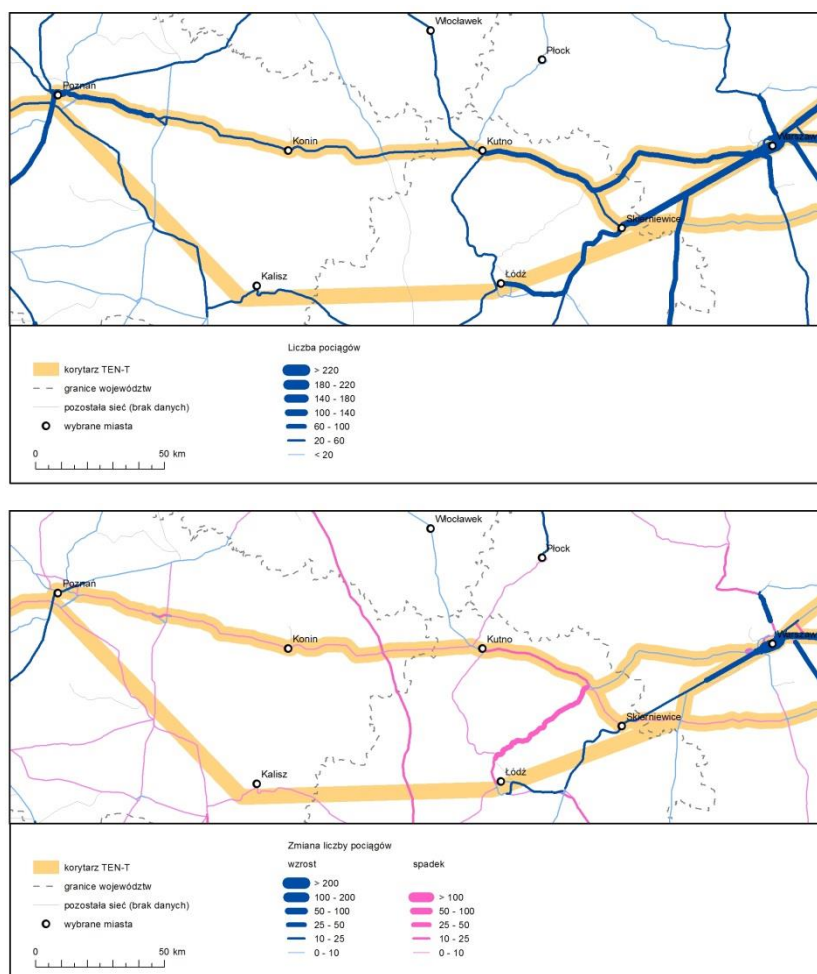 Włocławek
Płock
Poznań
Warszaw
Konin
Kutno
Skierniewice
Kalisz
Łódź
Liczba pociągów
korytarz TEN-T
granice województw
pozostała sieć (brak danych)
wybrane miasta
0 50 km
> 220
180 - 220
140 - 180
100 - 140
60 - 100
20 - 60
< 20
Włocławek
Płock
Poznań
Warszaw
Konin
Kutno
Skierniewice
Kalisz
Łódź
Zmiana liczby pociągów
wzrost spadek
korytarz TEN-T
granice województw
pozostała sieć (brak danych)
wybrane miasta
0 50 km
> 200
100 - 200
50 - 100
25 - 50
10 - 25
0 - 10
> 100
50 - 100
25 - 50
10 - 25
0 - 10